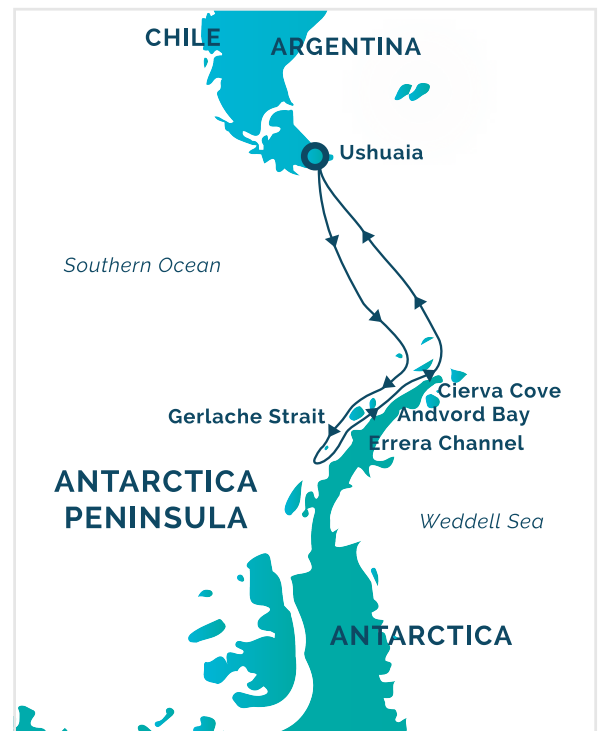 CHILE
ARGENTINA
Ushuaia
Southern Ocean
Cierva Cove
Andvord Bay
Gerlache Strait
Errera Channel
ANTARCTICA
PENINSULA
Weddell Sea
ANTARCTICA